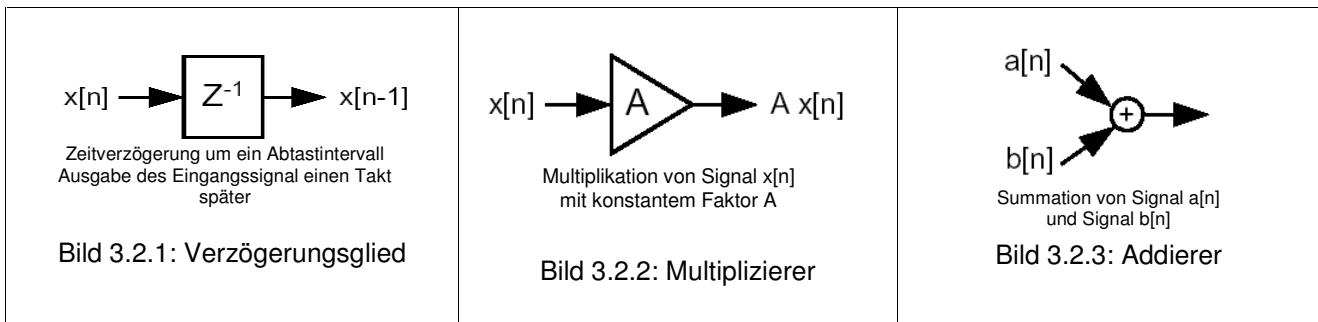 x[n] Z-1 x[n-1]
Zeitverzögerung um ein Abtastintervall
Ausgabe des Eingangssignal einen Takt
später
Bild 3.2.1: Verzögerungsglied
x[n] A A x[n]
Multiplikation von Signal x[n]
mit konstantem Faktor A
Bild 3.2.2: Multiplizierer
a[n]
+
b[n]
Summation von Signal a[n]
und Signal b[n]
Bild 3.2.3: Addierer